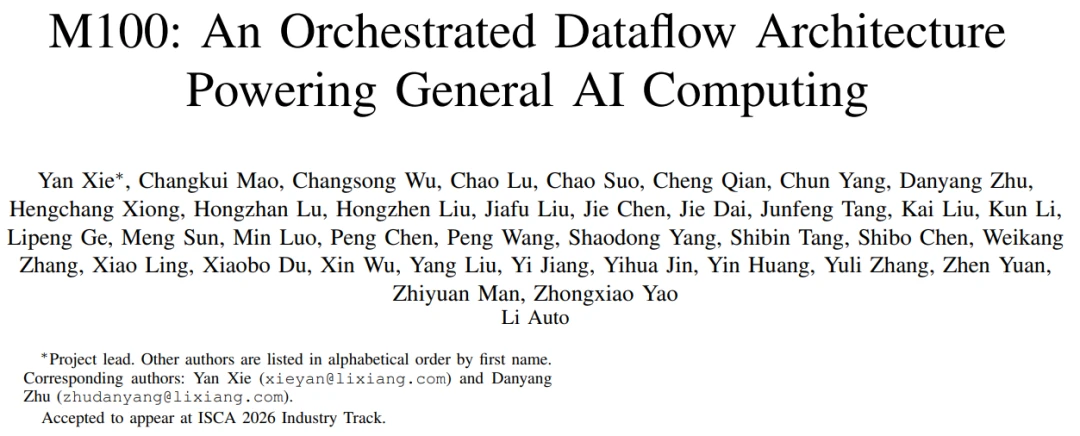 M100: An Orchestrated Dataflow Architecture
Powering General AI Computing
Yan Xie*, Changkui Mao, Changsong Wu, Chao Lu, Chao Suo, Cheng Qian, Chun Yang, Danyang Zhu,
Hengchang Xiong, Hongzhan Lu, Hongzhen Liu, Jiafu Liu, Jie Chen, Jie Dai, Junfeng Tang, Kai Liu, Kun Li,
Lipeng Ge, Meng Sun, Min Luo, Peng Chen, Peng Wang, Shaodong Yang, Shibin Tang, Shibo Chen, Weikang
Zhang, Xiao Ling, Xiaobo Du, Xin Wu, Yang Liu, Yi Jiang, Yihua Jin, Yin Huang, Yuli Zhang, Zhen Yuan,
Zhiyuan Man, Zhongxiao Yao
Li Auto
*Project lead. Other authors are listed in alphabetical order by first name.
Corresponding authors: Yan Xie (xieyan@lixiang.com) and Danyang
Zhu (zhudanyang@lixiang.com).
Accepted to appear at ISCA 2026 Industry Track.